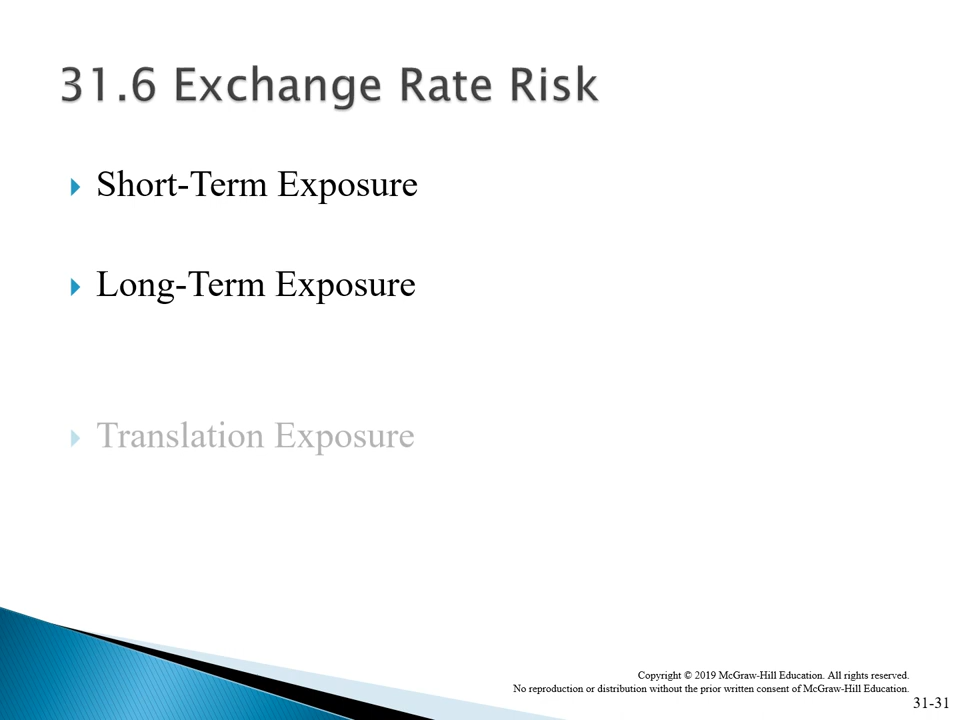 31.6 Exchange Rate Risk
Short-Term Exposure
Long-Term Exposure
Translation Exposure
Copyright © 2019 McGraw-Hill Education. All rights reserved.
No reproduction or distribution without the prior written consent of McGraw-Hill Education.
31-31